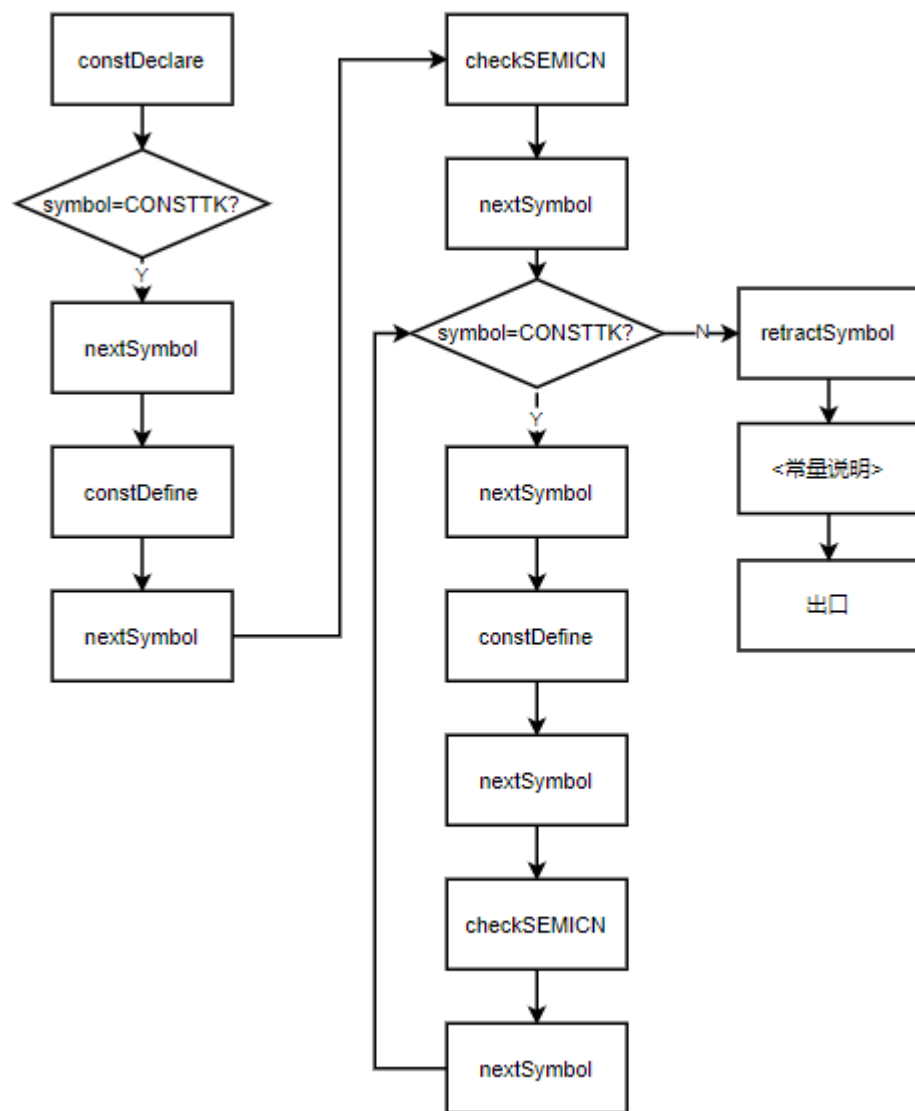 constDeclare
symbol=CONSTTK?
Y
nextSymbol
constDefine
nextSymbol
checkSEMICN
nextSymbol
symbol=CONSTTK?
N
retractSymbol
<常量说明>
出口
Y
nextSymbol
constDefine
nextSymbol
checkSEMICN
nextSymbol